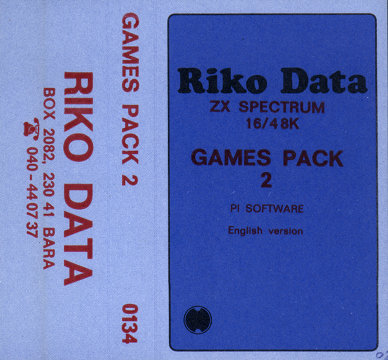 RIKO DATA
BOX 2082, 230 41 BARA
☎ 040-44 07 37
GAMES PACK 2 0134
Riko Data
ZX SPECTRUM
16/48K
GAMES PACK
2
PI SOFTWARE
English version